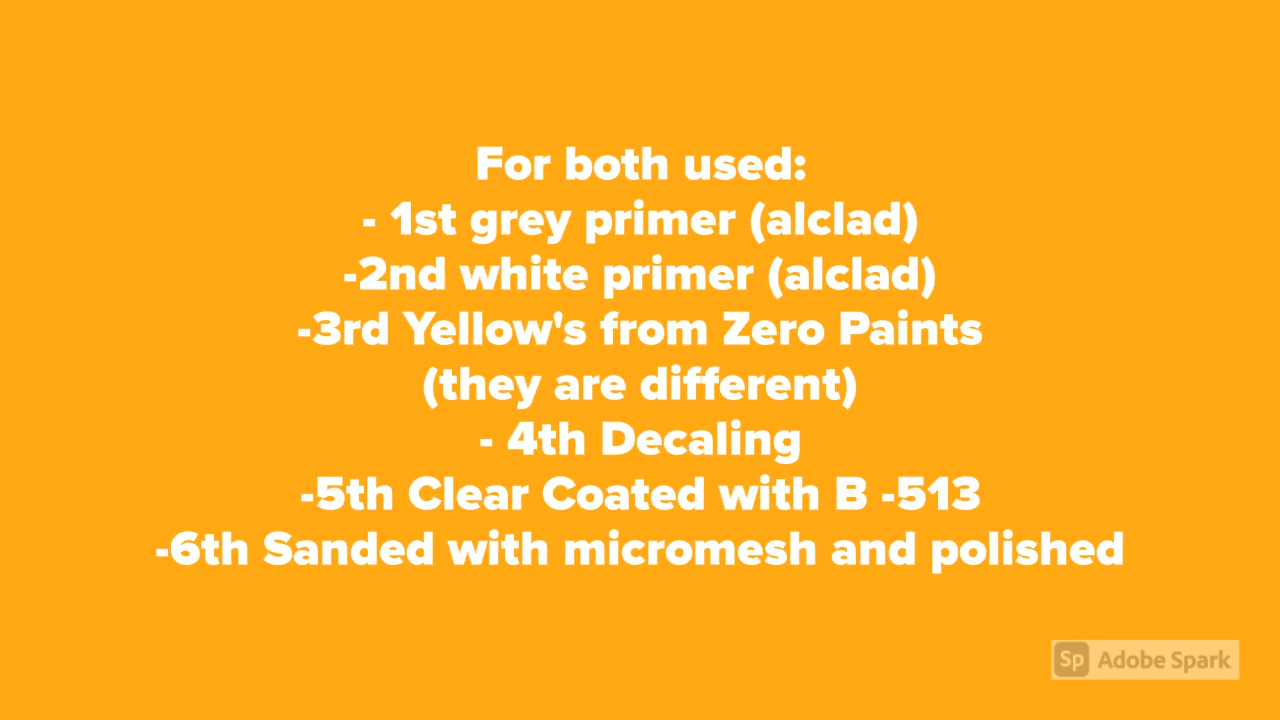 For both used:
- 1st grey primer (alclad)
-2nd white primer (alclad)
-3rd Yellow's from Zero Paints
(they are different)
- 4th Decaling
-5th Clear Coated with B -513
-6th Sanded with micromesh and polished
Sp Adobe Spark